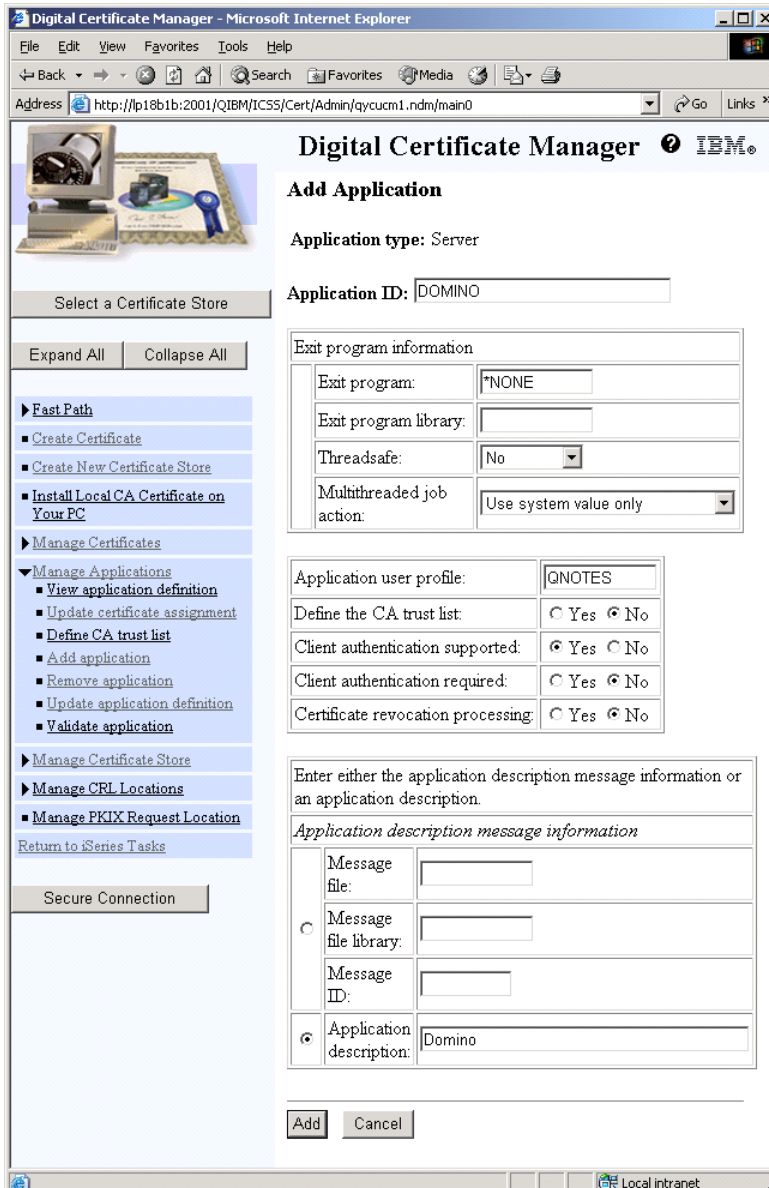 Digital Certificate Manager - Microsoft Internet Explorer
File Edit View Favorites Tools Help
Back Search Favorites Media
Address http://lp18b1b:2001/QIBM/ICSS/Cert/Admin/qycucm1.ndm/main0 Go Links »
Digital Certificate Manager ? IBM®
Select a Certificate Store
Expand All Collapse All
Fast Path
Create Certificate
Create New Certificate Store
Install Local CA Certificate on
Your PC
Manage Certificates
Manage Applications
View application definition
Update certificate assignment
Define CA trust list
Add application
Remove application
Update application definition
Validate application
Manage Certificate Store
Manage CRL Locations
Manage PKIX Request Location
Return to iSeries Tasks
Secure Connection
Add Application
Application type: Server
Application ID: DOMINO
Exit program information
Exit program: *NONE
Exit program library:
Threadsafe: No
Multithreaded job
action: Use system value only
Application user profile: QNOTES
Define the CA trust list: Yes No
Client authentication supported: Yes No
Client authentication required: Yes No
Certificate revocation processing: Yes No
Enter either the application description message information or
an application description.
Application description message information
Message
file:
Message
file library:
Message
ID:
Application
description: Domino
Add Cancel
Local intranet